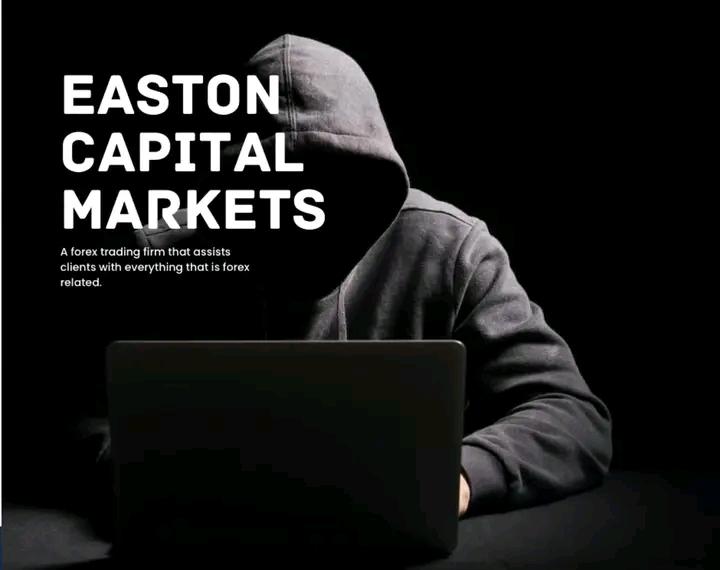 EASTON
CAPITAL
MARKETS
A forex trading firm that assists
clients with everything that is forex
related.